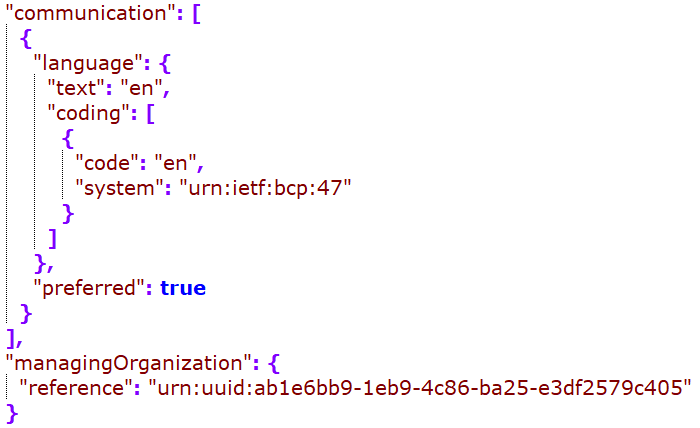 "communication": [
{
"language": {
"text": "en",
"coding": [
{
"code": "en",
"system": "urn:ietf:bcp:47"
}
]
},
"preferred": true
}
],
"managingOrganization": {
"reference": "urn:uuid:ab1e6bb9-1eb9-4c86-ba25-e3df2579c405"
}